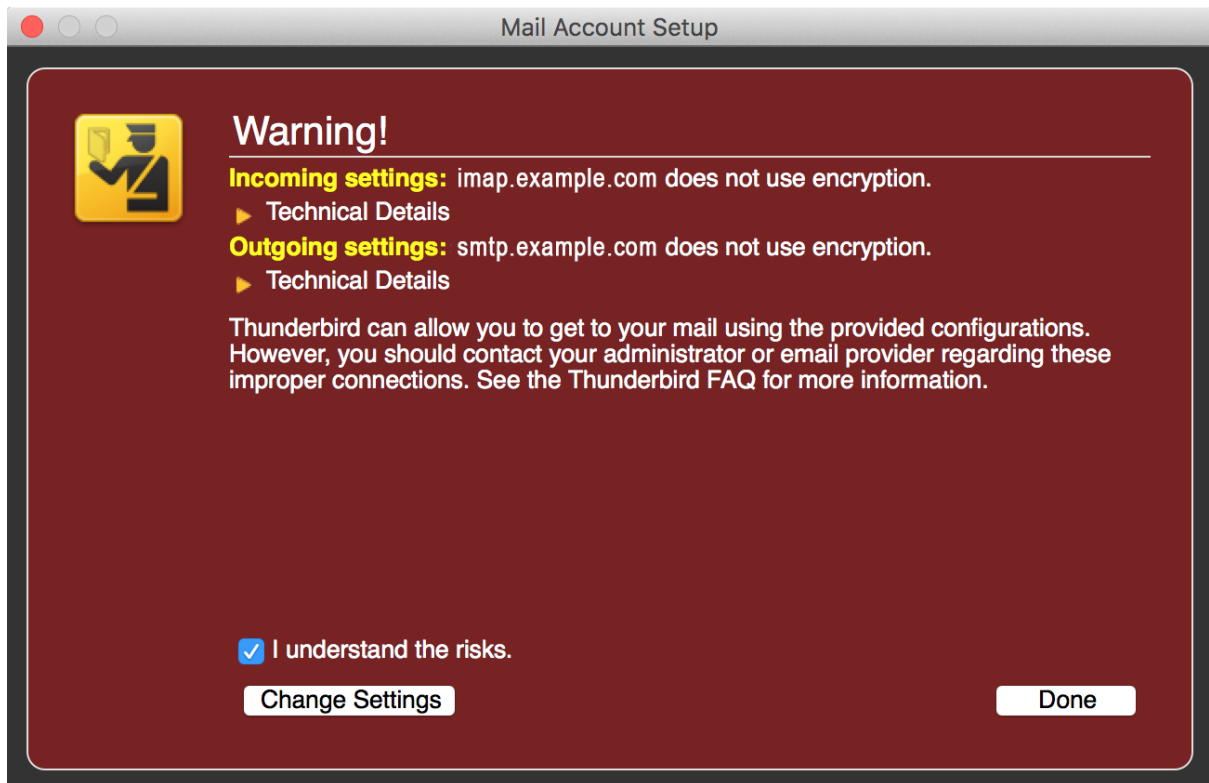 Mail Account Setup
Warning!
Incoming settings: imap.example.com does not use encryption.
Technical Details
Outgoing settings: smtp.example.com does not use encryption.
Technical Details
Thunderbird can allow you to get to your mail using the provided configurations.
However, you should contact your administrator or email provider regarding these
improper connections. See the Thunderbird FAQ for more information.
I understand the risks.
Change Settings
Done